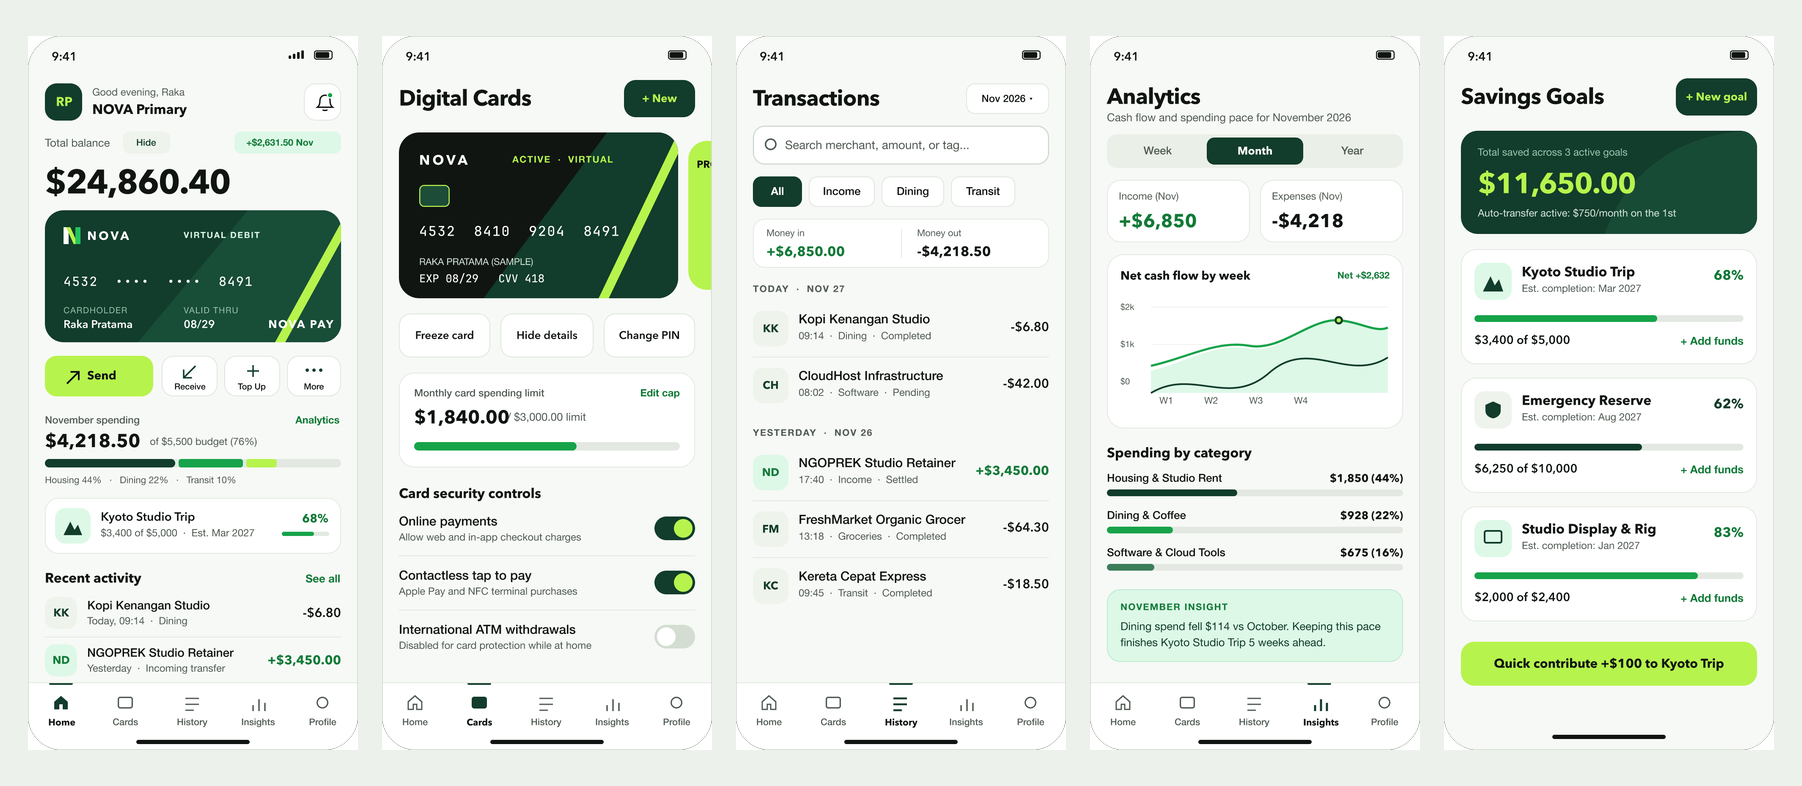 9:41
RP
Good evening, Raka
NOVA Primary
Total balance
Hide
+$2,631.50 Nov
$24,860.40
NOVA
VIRTUAL DEBIT
4532 •••• •••• 8491
CARDHOLDER
VALID THRU
Raka Pratama
08/29
NOVA PAY
Send
Receive
Top Up
More
November spending
Analytics
$4,218.50 of $5,500 budget (76%)
Housing 44% · Dining 22% · Transit 10%
Kyoto Studio Trip
68%
$3,400 of $5,000 · Est. Mar 2027
Recent activity
See all
KK
Kopi Kenangan Studio
-$6.80
Today, 09:14 · Dining
ND
NGOPREK Studio Retainer
+$3,450.00
Yesterday · Incoming transfer
Home
Cards
History
Insights
Profile
9:41
Digital Cards
+ New
NOVA
ACTIVE · VIRTUAL
4532 8410 9204 8491
RAKA PRATAMA (SAMPLE)
EXP 08/29 CVV 418
Freeze card
Hide details
Change PIN
Monthly card spending limit
Edit cap
$1,840.00 / $3,000.00 limit
Card security controls
Online payments
Allow web and in-app checkout charges
Contactless tap to pay
Apple Pay and NFC terminal purchases
International ATM withdrawals
Disabled for card protection while at home
Home
Cards
History
Insights
Profile
9:41
Transactions
Nov 2026 ·
Search merchant, amount, or tag...
All
Income
Dining
Transit
Money in
Money out
+$6,850.00
-$4,218.50
TODAY · NOV 27
KK
Kopi Kenangan Studio
-$6.80
09:14 · Dining · Completed
CH
CloudHost Infrastructure
-$42.00
08:02 · Software · Pending
YESTERDAY · NOV 26
ND
NGOPREK Studio Retainer
+$3,450.00
17:40 · Income · Settled
FM
FreshMarket Organic Grocer
-$64.30
13:18 · Groceries · Completed
KC
Kereta Cepat Express
-$18.50
09:45 · Transit · Completed
Home
Cards
History
Insights
Profile
9:41
Analytics
Cash flow and spending pace for November 2026
Week
Month
Year
Income (Nov)
+$6,850
Expenses (Nov)
-$4,218
Net cash flow by week
Net +$2,632
$2k
$1k
$0
W1
W2
W3
W4
Spending by category
Housing & Studio Rent
$1,850 (44%)
Dining & Coffee
$928 (22%)
Software & Cloud Tools
$675 (16%)
NOVEMBER INSIGHT
Dining spend fell $114 vs October. Keeping this pace
finishes Kyoto Studio Trip 5 weeks ahead.
Home
Cards
History
Insights
Profile
9:41
Savings Goals
+ New goal
Total saved across 3 active goals
$11,650.00
Auto-transfer active: $750/month on the 1st
Kyoto Studio Trip
68%
Est. completion: Mar 2027
$3,400 of $5,000
+ Add funds
Emergency Reserve
62%
Est. completion: Aug 2027
$6,250 of $10,000
+ Add funds
Studio Display & Rig
83%
Est. completion: Jan 2027
$2,000 of $2,400
+ Add funds
Quick contribute +$100 to Kyoto Trip